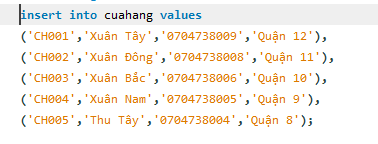 insert into cuahang values
('CH001','Xuân Tây','0704738009','Quận 12'),
('CH002','Xuân Đông','0704738008','Quận 11'),
('CH003','Xuân Bắc','0704738006','Quận 10'),
('CH004','Xuân Nam','0704738005','Quận 9'),
('CH005','Thu Tây','0704738004','Quận 8');